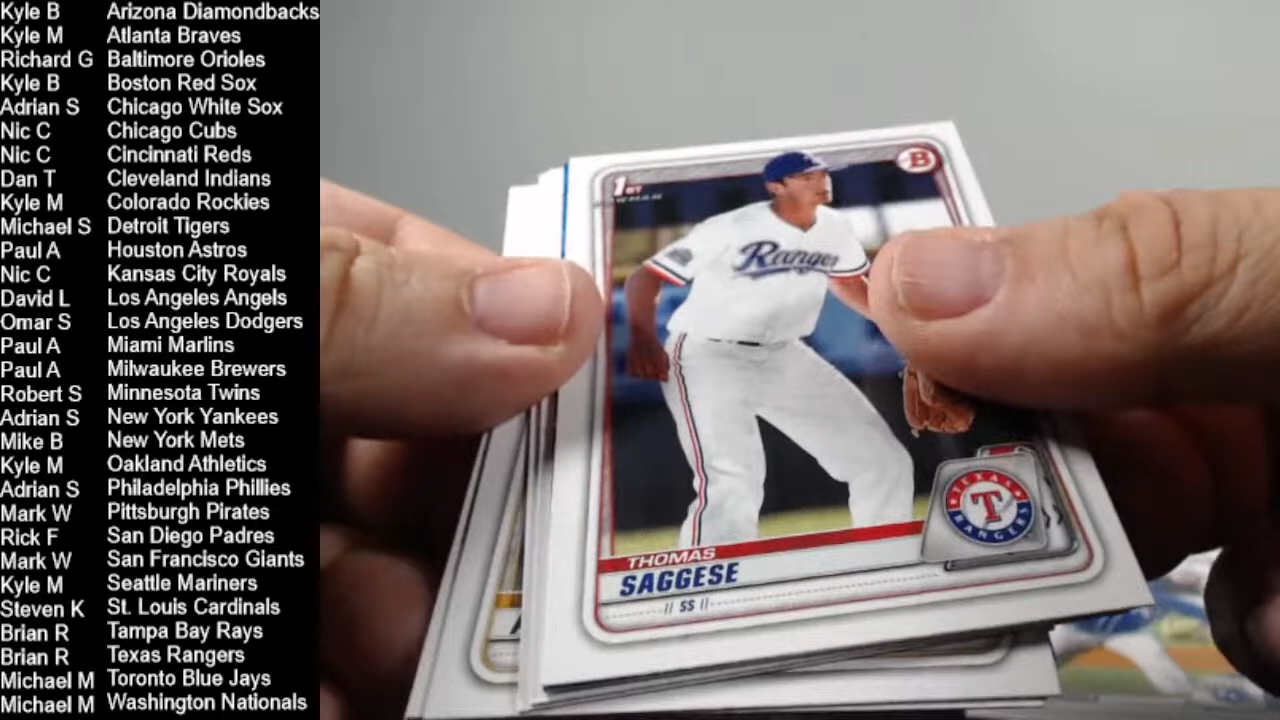 Kyle B Arizona Diamondbacks
Kyle M Atlanta Braves
Richard G Baltimore Orioles
Kyle B Boston Red Sox
Adrian S Chicago White Sox
Nic C Chicago Cubs
Nic C Cincinnati Reds
Dan T Cleveland Indians
Kyle M Colorado Rockies
Michael S Detroit Tigers
Paul A Houston Astros
Nic C Kansas City Royals
David L Los Angeles Angels
Omar S Los Angeles Dodgers
Paul A Miami Marlins
Paul A Milwaukee Brewers
Robert S Minnesota Twins
Adrian S New York Yankees
Mike B New York Mets
Kyle M Oakland Athletics
Adrian S Philadelphia Phillies
Mark W Pittsburgh Pirates
Rick F San Diego Padres
Mark W San Francisco Giants
Kyle M Seattle Mariners
Steven K St. Louis Cardinals
Brian R Tampa Bay Rays
Brian R Texas Rangers
Michael M Toronto Blue Jays
Michael M Washington Nationals
1ST
B
Rangers
TEXAS
T
RANGERS
THOMAS
SAGGESE
// SS //